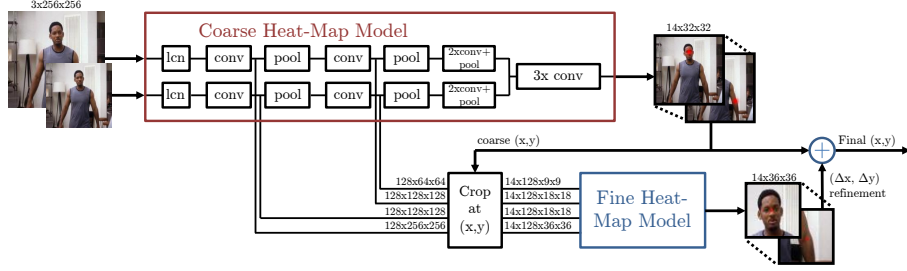 3x256x256
Coarse Heat-Map Model
lcn
conv
pool
conv
pool
2xconv+
pool
lcn
conv
pool
conv
pool
2xconv+
pool
3x conv
14x32x32
coarse (x,y)
Final (x,y)
+
(Δx, Δy)
refinement
128x64x64
128x128x128
128x128x128
128x256x256
Crop
at
(x,y)
14x128x9x9
14x128x18x18
14x128x18x18
14x128x36x36
Fine Heat-
Map Model
14x36x36